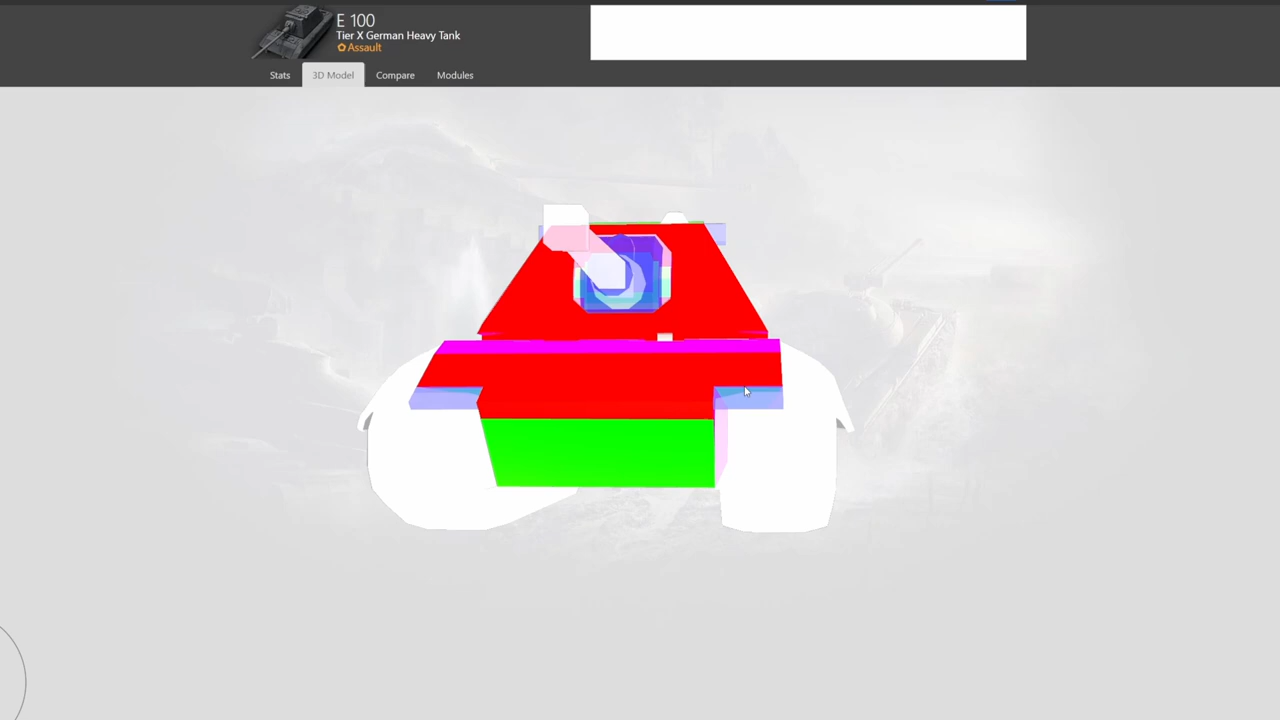 E 100
Tier X German Heavy Tank
Assault
Stats
3D Model
Compare
Modules